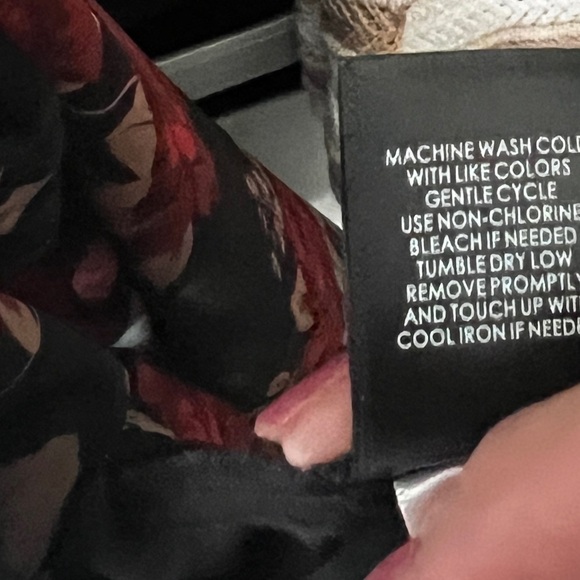 MACHINE WASH COLD
WITH LIKE COLORS
GENTLE CYCLE
USE NON-CHLORINE
BLEACH IF NEEDED
TUMBLE DRY LOW
REMOVE PROMPTLY
AND TOUCH UP WITH
COOL IRON IF NEEDED